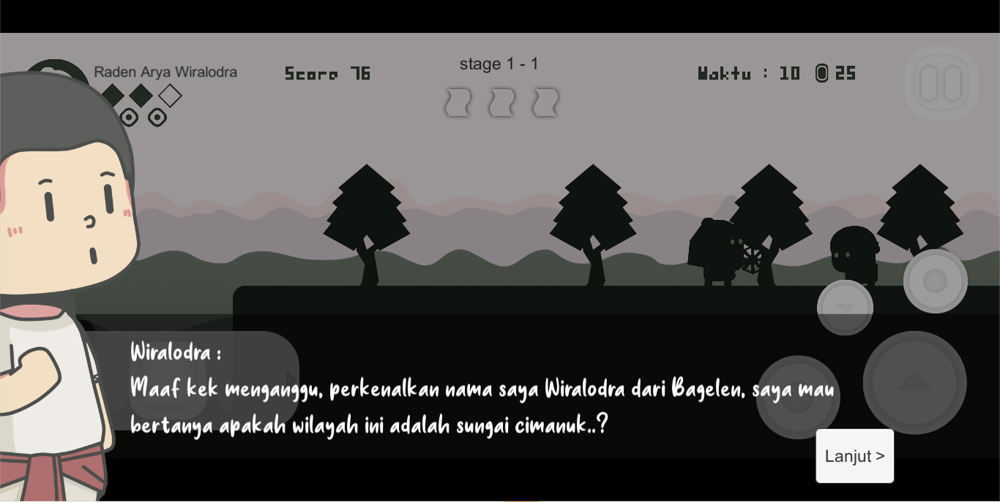 Raden Arya Wiralodra
Score 76
stage 1 - 1
Waktu : 10
25
Wiralodra :
Maaf kek menganggu, perkenalkan nama saya Wiralodra dari Bagelen, saya mau
bertanya apakah wilayah ini adalah sungai cimanuk..?
Lanjut >